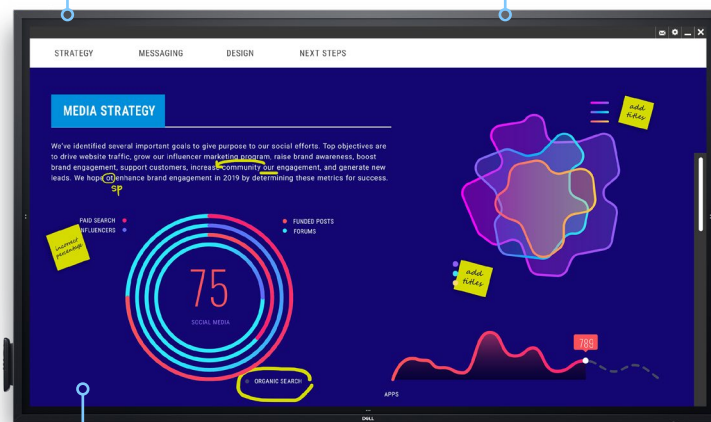 STRATEGY MESSAGING DESIGN NEXT STEPS
MEDIA STRATEGY
We've identified several important goals to give purpose to our social efforts. Top objectives are
to drive website traffic, grow our influencer marketing program, raise brand awareness, boost
brand engagement, support customers, increase community our engagement, and generate new
leads. We hope ot enhance brand engagement in 2019 by determining these metrics for success.
sp
add
titles
PAID SEARCH
NFLUENCERS
FUNDED POSTS
FORUMS
incorrect
percentage
75
SOCIAL MEDIA
ORGANIC SEARCH
add
titles
789
APPS
DELL